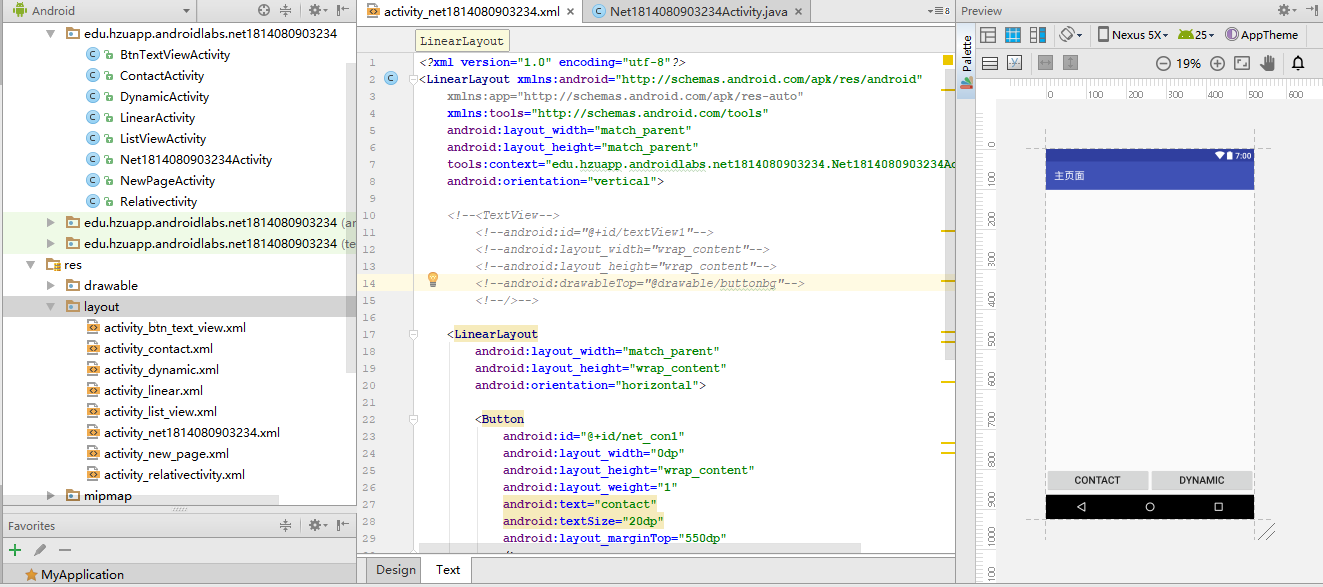 Android
edu.hzuapp.androidlabs.net1814080903234
BtnTextViewActivity
ContactActivity
DynamicActivity
LinearActivity
ListViewActivity
Net1814080903234Activity
NewPageActivity
Relativectivity
edu.hzuapp.androidlabs.net1814080903234 (ar
edu.hzuapp.androidlabs.net1814080903234 (te
res
drawable
layout
activity_btn_text_view.xml
activity_contact.xml
activity_dynamic.xml
activity_linear.xml
activity_list_view.xml
activity_net1814080903234.xml
activity_new_page.xml
activity_relativectivity.xml
mipmap
Favorites
MyApplication
activity_net1814080903234.xml
Net1814080903234Activity.java
8
LinearLayout
1 <?xml version="1.0" encoding="utf-8"?>
2 <LinearLayout xmlns:android="http://schemas.android.com/apk/res/android"
3 xmlns:app="http://schemas.android.com/apk/res-auto"
4 xmlns:tools="http://schemas.android.com/tools"
5 android:layout_width="match_parent"
6 android:layout_height="match_parent"
7 tools:context="edu.hzuapp.androidlabs.net1814080903234.Net1814080903234Ac
8 android:orientation="vertical">
9
10 <!--<TextView-->
11 <!--android:id="@+id/textView1"-->
12 <!--android:layout_width="wrap_content"-->
13 <!--android:layout_height="wrap_content"-->
14 <!--android:drawableTop="@drawable/buttonbg"-->
15 <!--/>-->
16
17 <LinearLayout
18 android:layout_width="match_parent"
19 android:layout_height="wrap_content"
20 android:orientation="horizontal">
21
22 <Button
23 android:id="@+id/net_con1"
24 android:layout_width="0dp"
25 android:layout_height="wrap_content"
26 android:layout_weight="1"
27 android:text="contact"
28 android:textSize="20dp"
29 android:layout_marginTop="550dp"
Design
Text
Palette
Preview
Nexus 5X
25
AppTheme
19%
0 100 200 300 400 500 600
0
100
200
300
400
500
600
700
800
900
1000
100
7:00
主页面
CONTACT
DYNAMIC